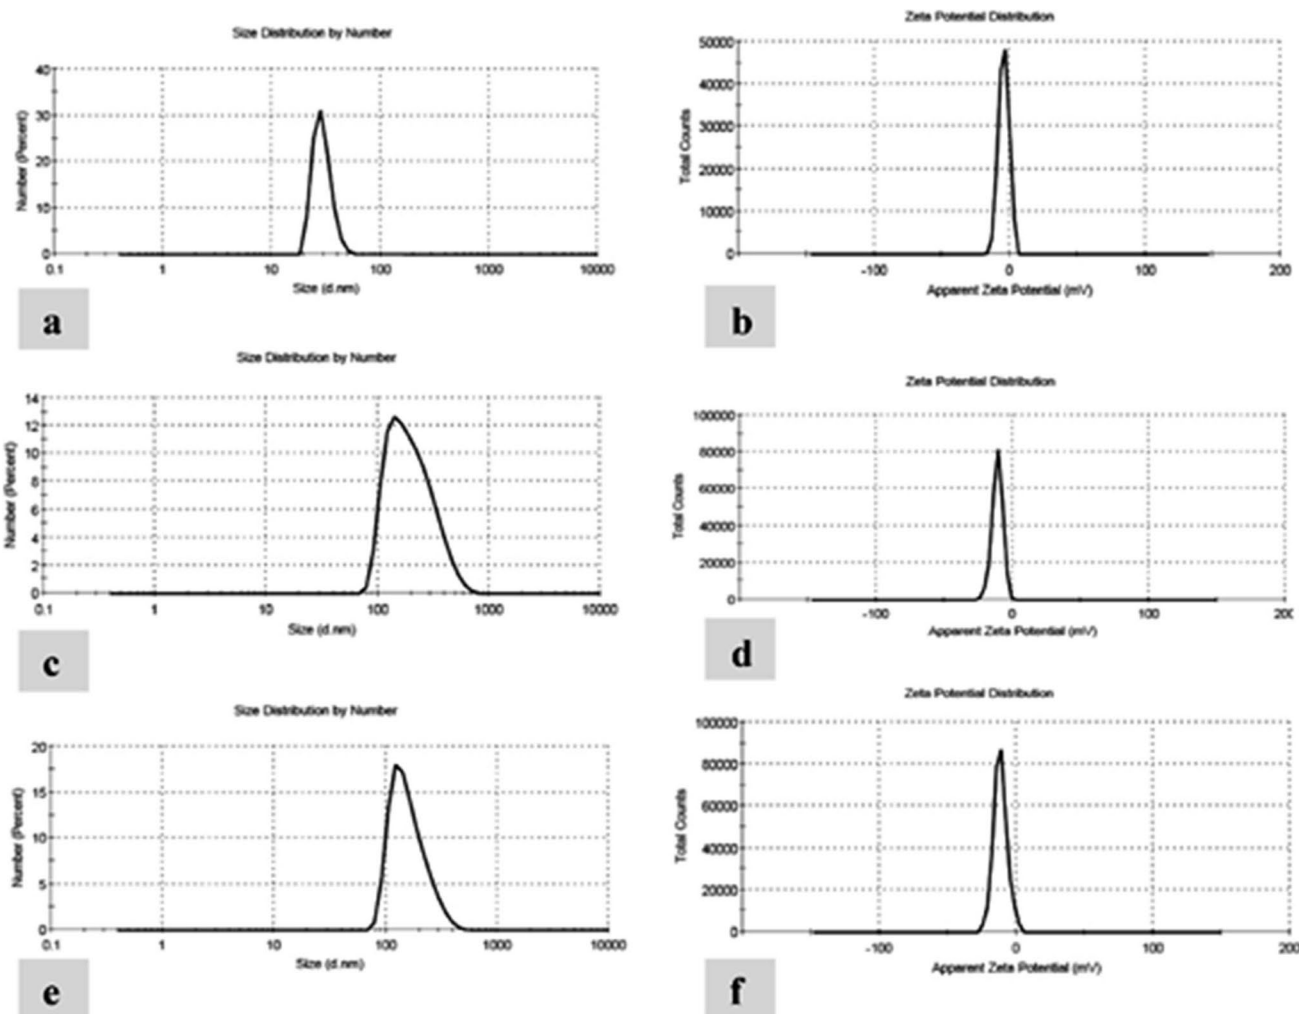 Size Distribution by Number
Number (Percent)
40
30
20
10
0
0.1 1 10 100 1000 10000
Size (d.nm)
a
Zeta Potential Distribution
Total Counts
50000
40000
30000
20000
10000
0
-100 0 100 200
Apparent Zeta Potential (mV)
b
Size Distribution by Number
Number (Percent)
14
12
10
8
6
4
2
0
0.1 1 10 100 1000 10000
Size (d.nm)
c
Zeta Potential Distribution
Total Counts
100000
80000
60000
40000
20000
0
-100 0 100 200
Apparent Zeta Potential (mV)
d
Size Distribution by Number
Number (Percent)
20
15
10
5
0
0.1 1 10 100 1000 10000
Size (d.nm)
e
Zeta Potential Distribution
Total Counts
100000
80000
60000
40000
20000
0
-100 0 100 200
Apparent Zeta Potential (mV)
f